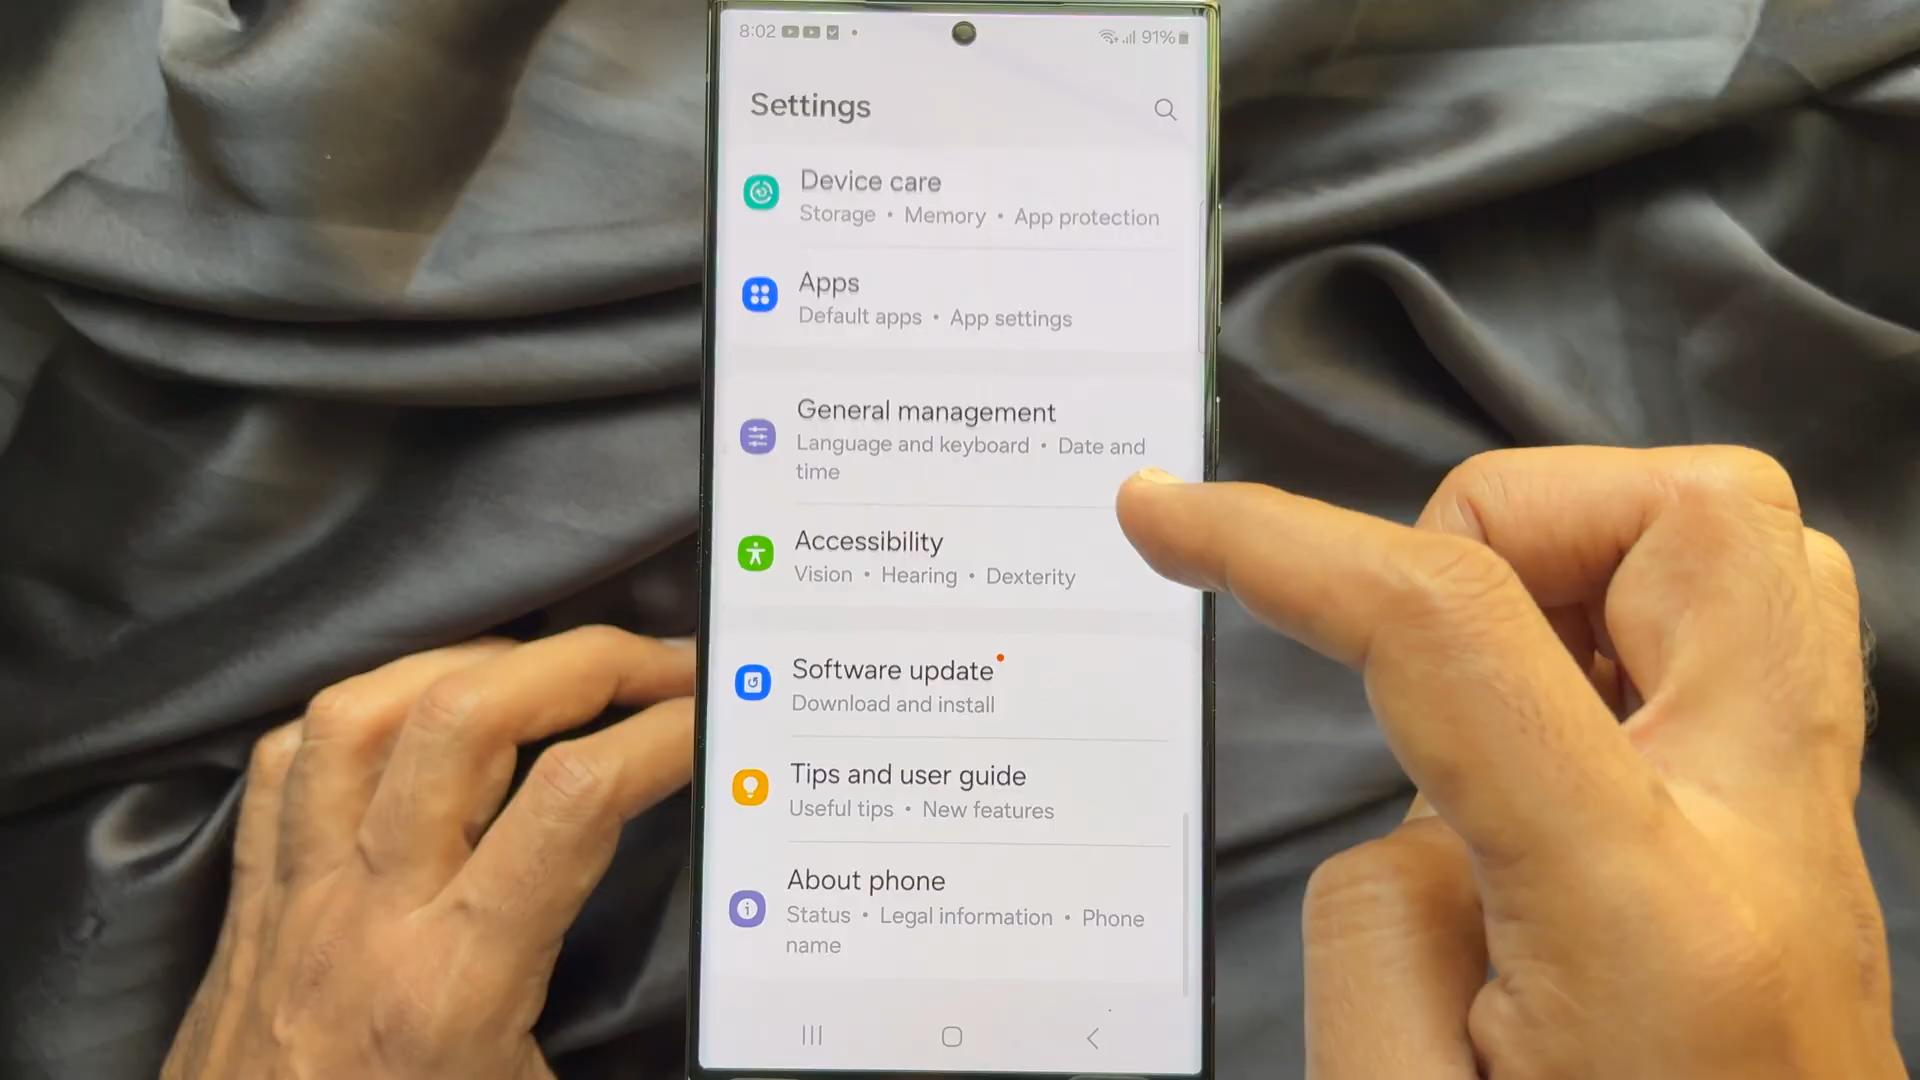 8:02
91%
Settings
Device care
Storage • Memory • App protection
Apps
Default apps • App settings
General management
Language and keyboard • Date and
time
Accessibility
Vision • Hearing • Dexterity
Software update
Download and install
Tips and user guide
Useful tips • New features
About phone
Status • Legal information • Phone
name